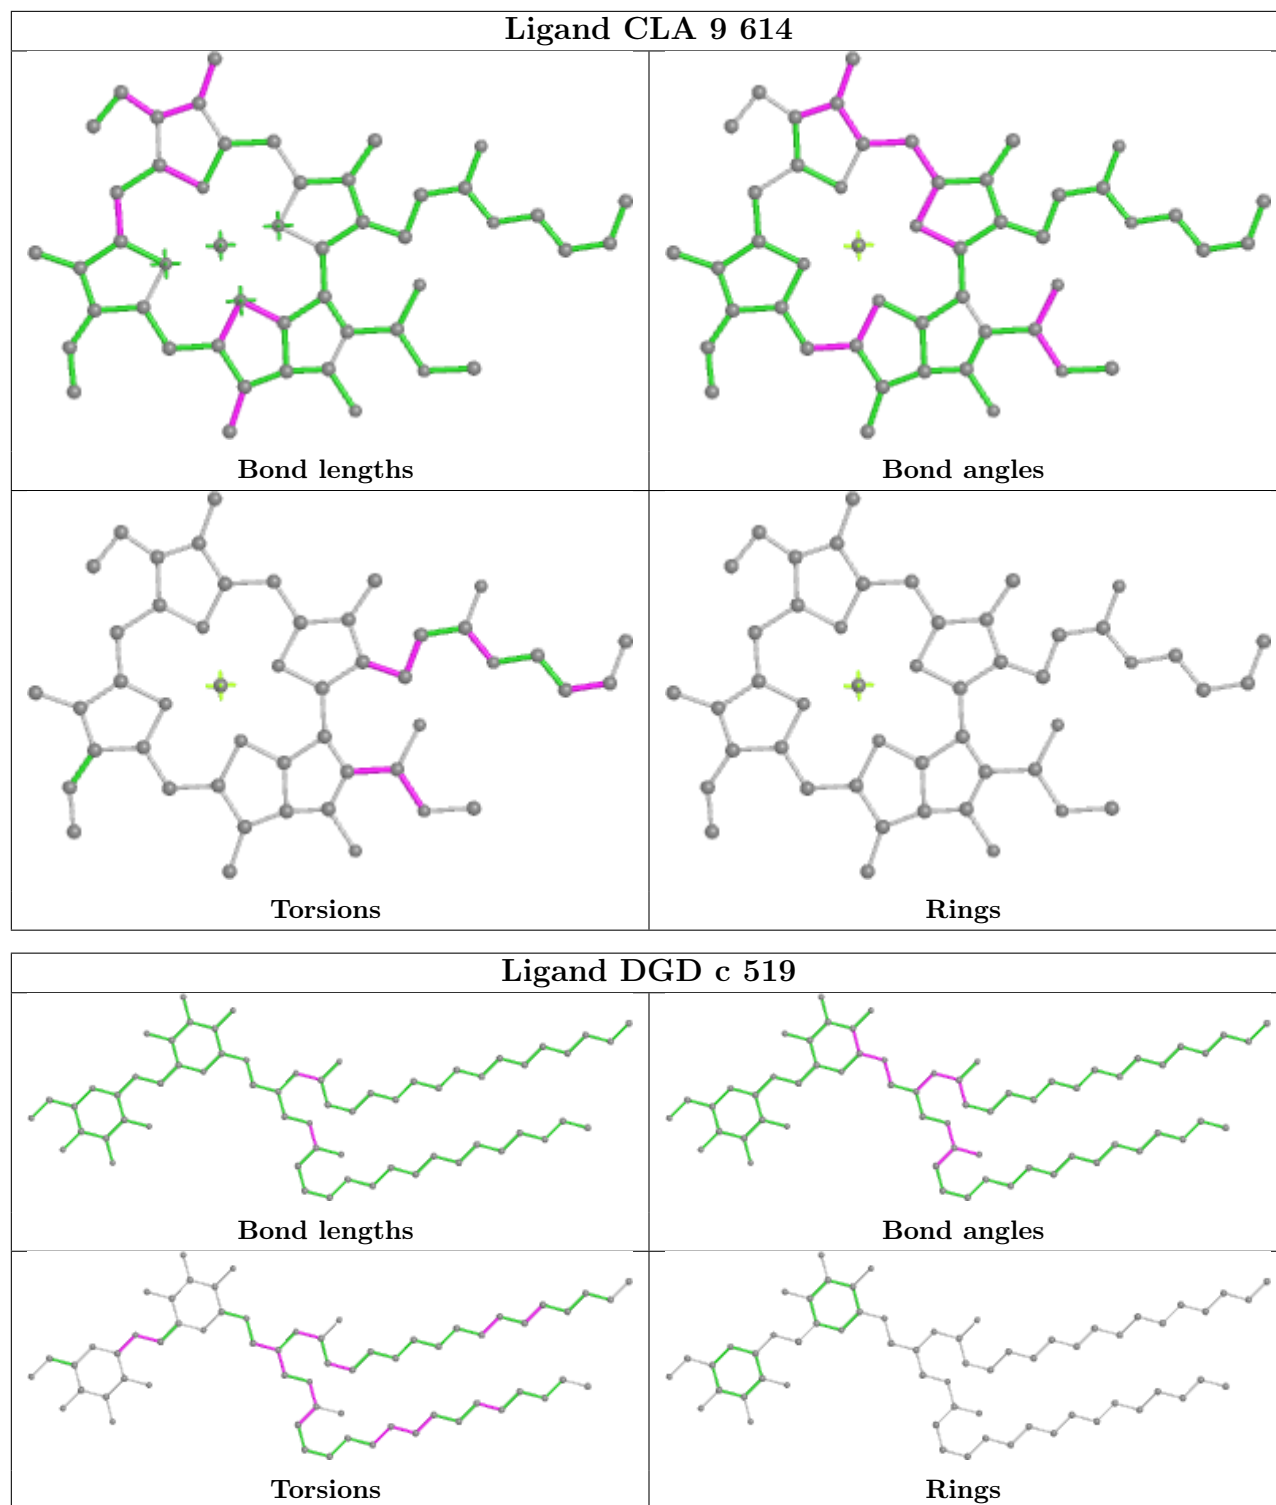 Ligand CLA 9 614
Bond lengths
Bond angles
Torsions
Rings
Ligand DGD c 519
Bond lengths
Bond angles
Torsions
Rings